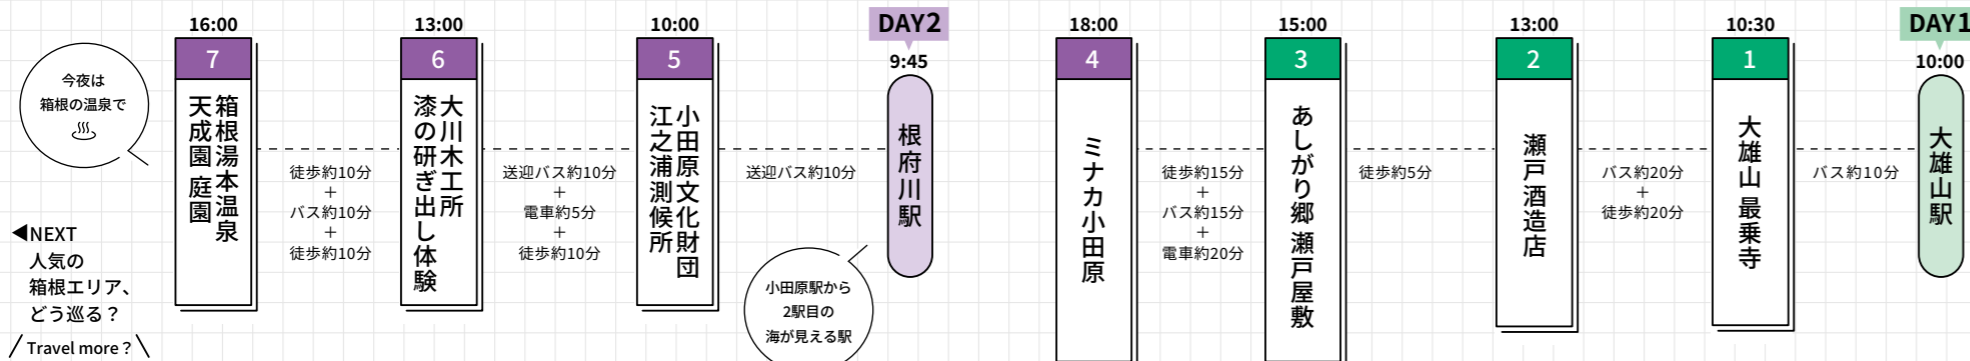 DAY1
10:00
大雄山駅
バス約10分
10:30
1
大雄山 最乗寺
バス約20分
+
徒歩約20分
13:00
2
瀬戸酒造店
徒歩約5分
15:00
3
あしがり郷 瀬戸屋敷
徒歩約15分
+
バス約15分
+
電車約20分
18:00
4
ミナカ小田原
DAY2
9:45
根府川駅
小田原駅から
2駅目の
海が見える駅
送迎バス約10分
10:00
5
小田原文化財団
江之浦測候所
送迎バス約10分
+
電車約5分
+
徒歩約10分
13:00
6
大川木工所
漆の研ぎ出し体験
徒歩約10分
+
バス約10分
+
徒歩約10分
16:00
7
箱根湯本温泉
天成園 庭園
今夜は
箱根の温泉で
◀NEXT
人気の
箱根エリア、
どう巡る？
Travel more？